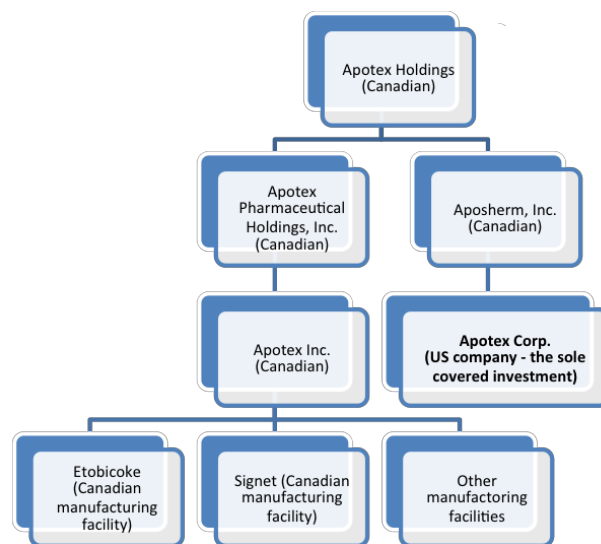 Apotex Holdings
(Canadian)
Apotex
Pharmaceutical
Holdings, Inc.
(Canadian)
Aposherm, Inc.
(Canadian)
Apotex Inc.
(Canadian)
Apotex Corp.
(US company - the sole
covered investment)
Etobicoke
(Canadian
manufacturing
facility)
Signet (Canadian
manufacturing
facility)
Other
manufactoring
facilities